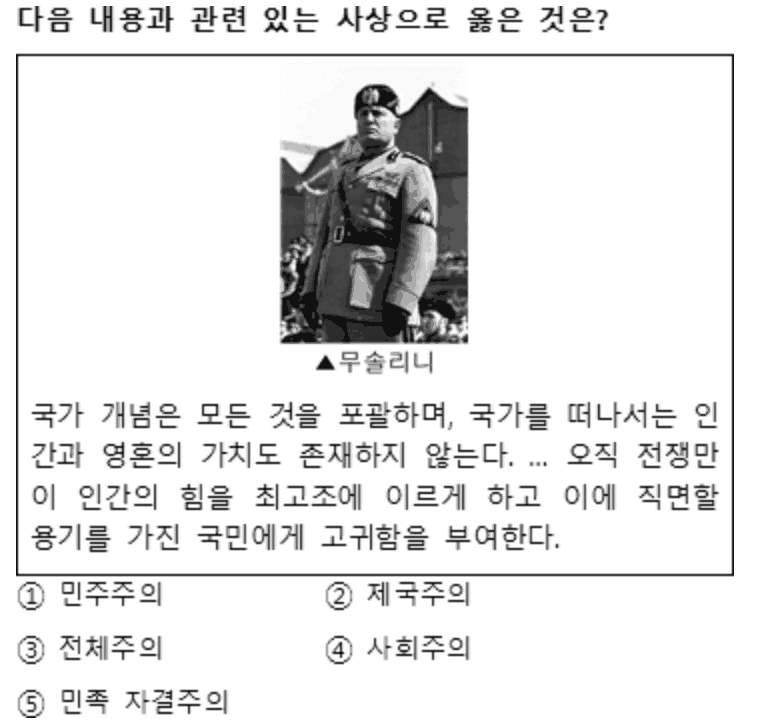 다음 내용과 관련 있는 사상으로 옳은 것은?
▲무솔리니
국가 개념은 모든 것을 포괄하며, 국가를 떠나서는 인
간과 영혼의 가치도 존재하지 않는다. ... 오직 전쟁만
이 인간의 힘을 최고조에 이르게 하고 이에 직면할
용기를 가진 국민에게 고귀함을 부여한다.
① 민주주의 ② 제국주의
③ 전체주의 ④ 사회주의
⑤ 민족 자결주의